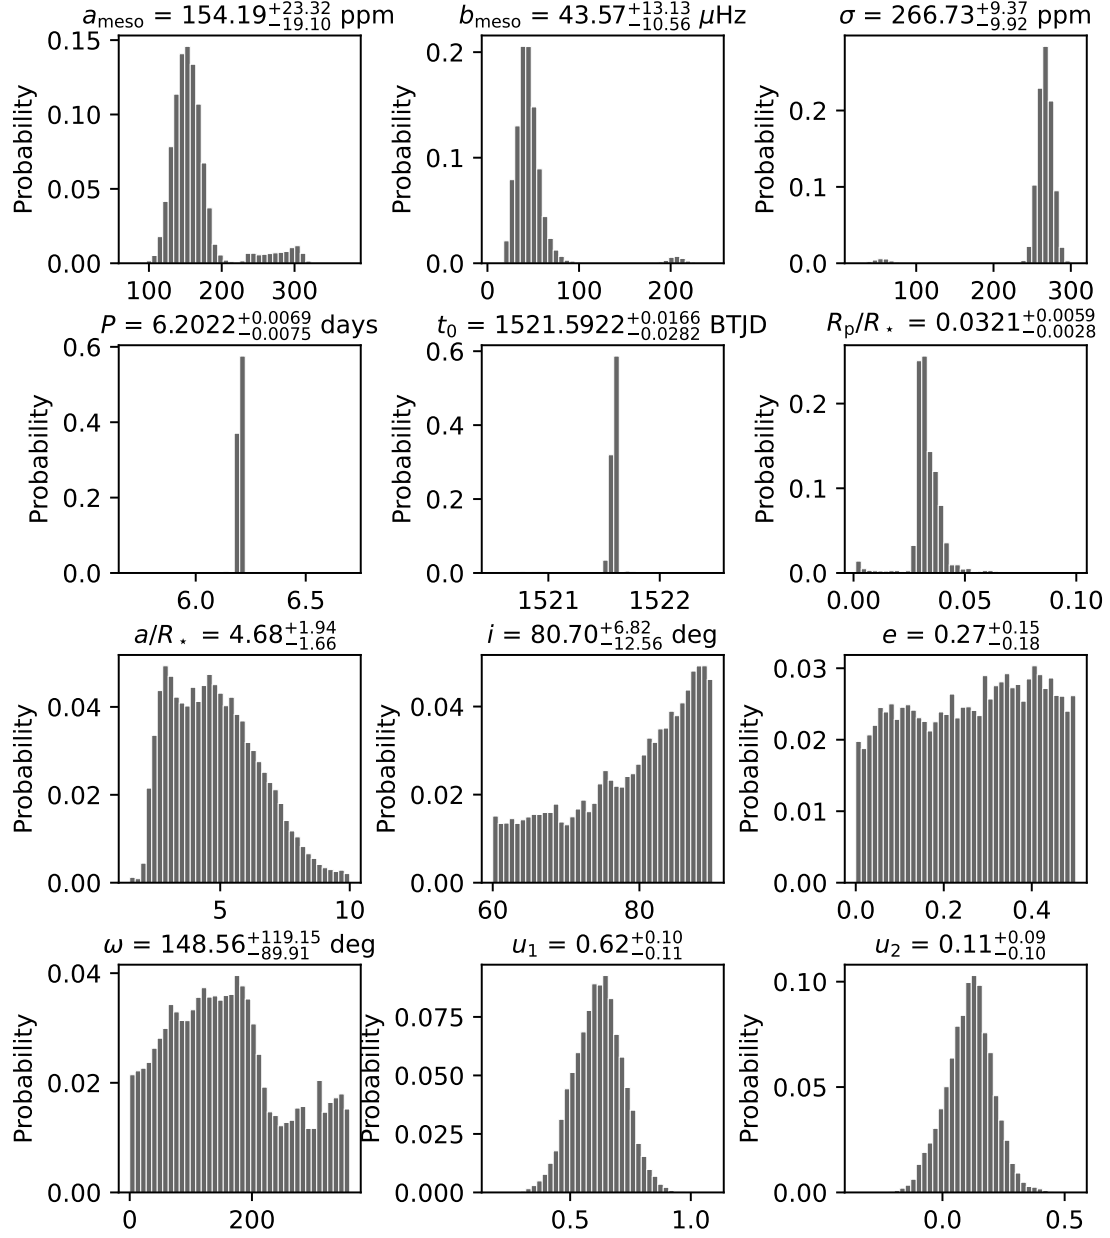 a_meso = 154.19 +23.32 −19.10 ppm
b_meso = 43.57 +13.13 −10.56 μHz
σ = 266.73 +9.37 −9.92 ppm
0.15
0.10
0.05
0.00
Probability
100 200 300
0.2
0.1
0.0
Probability
0 100 200
0.2
0.1
0.0
Probability
100 200 300
P = 6.2022 +0.0069 −0.0075 days
t_0 = 1521.5922 +0.0166 −0.0282 BTJD
R_p/R⋆ = 0.0321 +0.0059 −0.0028
0.6
0.4
0.2
0.0
Probability
6.0 6.5
0.6
0.4
0.2
0.0
Probability
1521 1522
0.2
0.1
0.0
Probability
0.00 0.05 0.10
a/R⋆ = 4.68 +1.94 −1.66
i = 80.70 +6.82 −12.56 deg
e = 0.27 +0.15 −0.18
0.04
0.02
0.00
Probability
5 10
0.04
0.02
0.00
Probability
60 80
0.03
0.02
0.01
0.00
Probability
0.0 0.2 0.4
ω = 148.56 +119.15 −89.91 deg
u_1 = 0.62 +0.10 −0.11
u_2 = 0.11 +0.09 −0.10
0.04
0.02
0.00
Probability
0 200
0.075
0.050
0.025
0.000
Probability
0.5 1.0
0.10
0.05
0.00
Probability
0.0 0.5